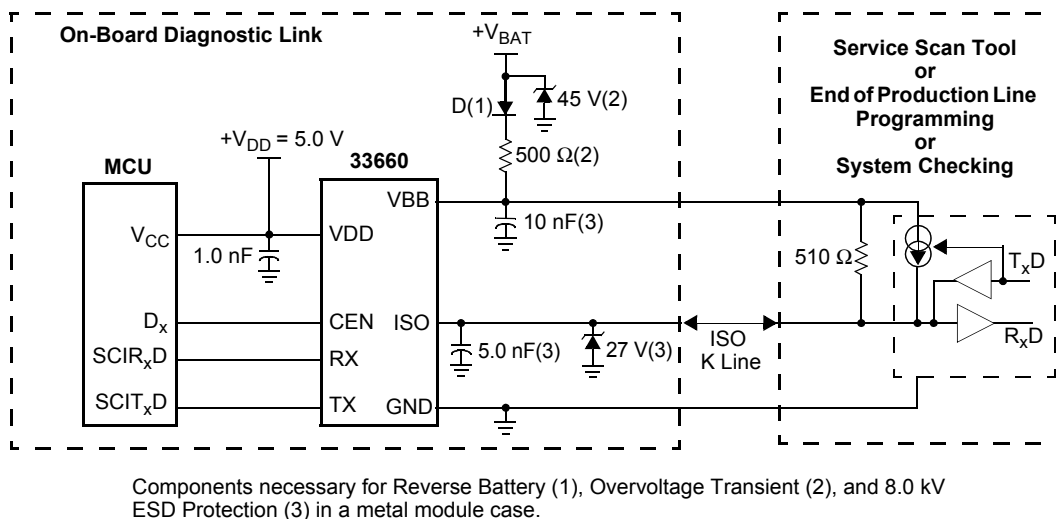 On-Board Diagnostic Link
+VBAT
D(1)
45 V(2)
500 Ω(2)
+VDD = 5.0 V
MCU
33660
VBB
10 nF(3)
VCC
1.0 nF
VDD
Dx
CEN
ISO
SCIRxD
RX
5.0 nF(3)
27 V(3)
SCITxD
TX
GND
ISO
K Line
Service Scan Tool
or
End of Production Line
Programming
or
System Checking
510 Ω
TxD
RxD
Components necessary for Reverse Battery (1), Overvoltage Transient (2), and 8.0 kV
ESD Protection (3) in a metal module case.